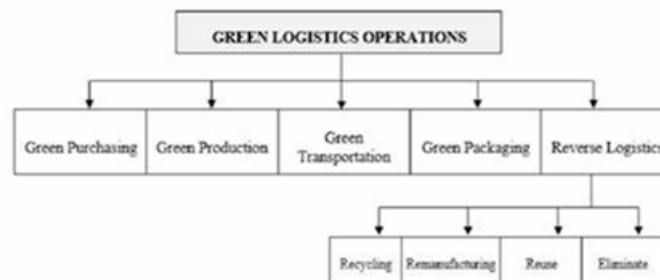 GREEN LOGISTICS OPERATIONS
Green Purchasing
Green Production
Green
Transportation
Green Packaging
Reverse Logistics
Recycling
Remanufacturing
Reuse
Eliminate